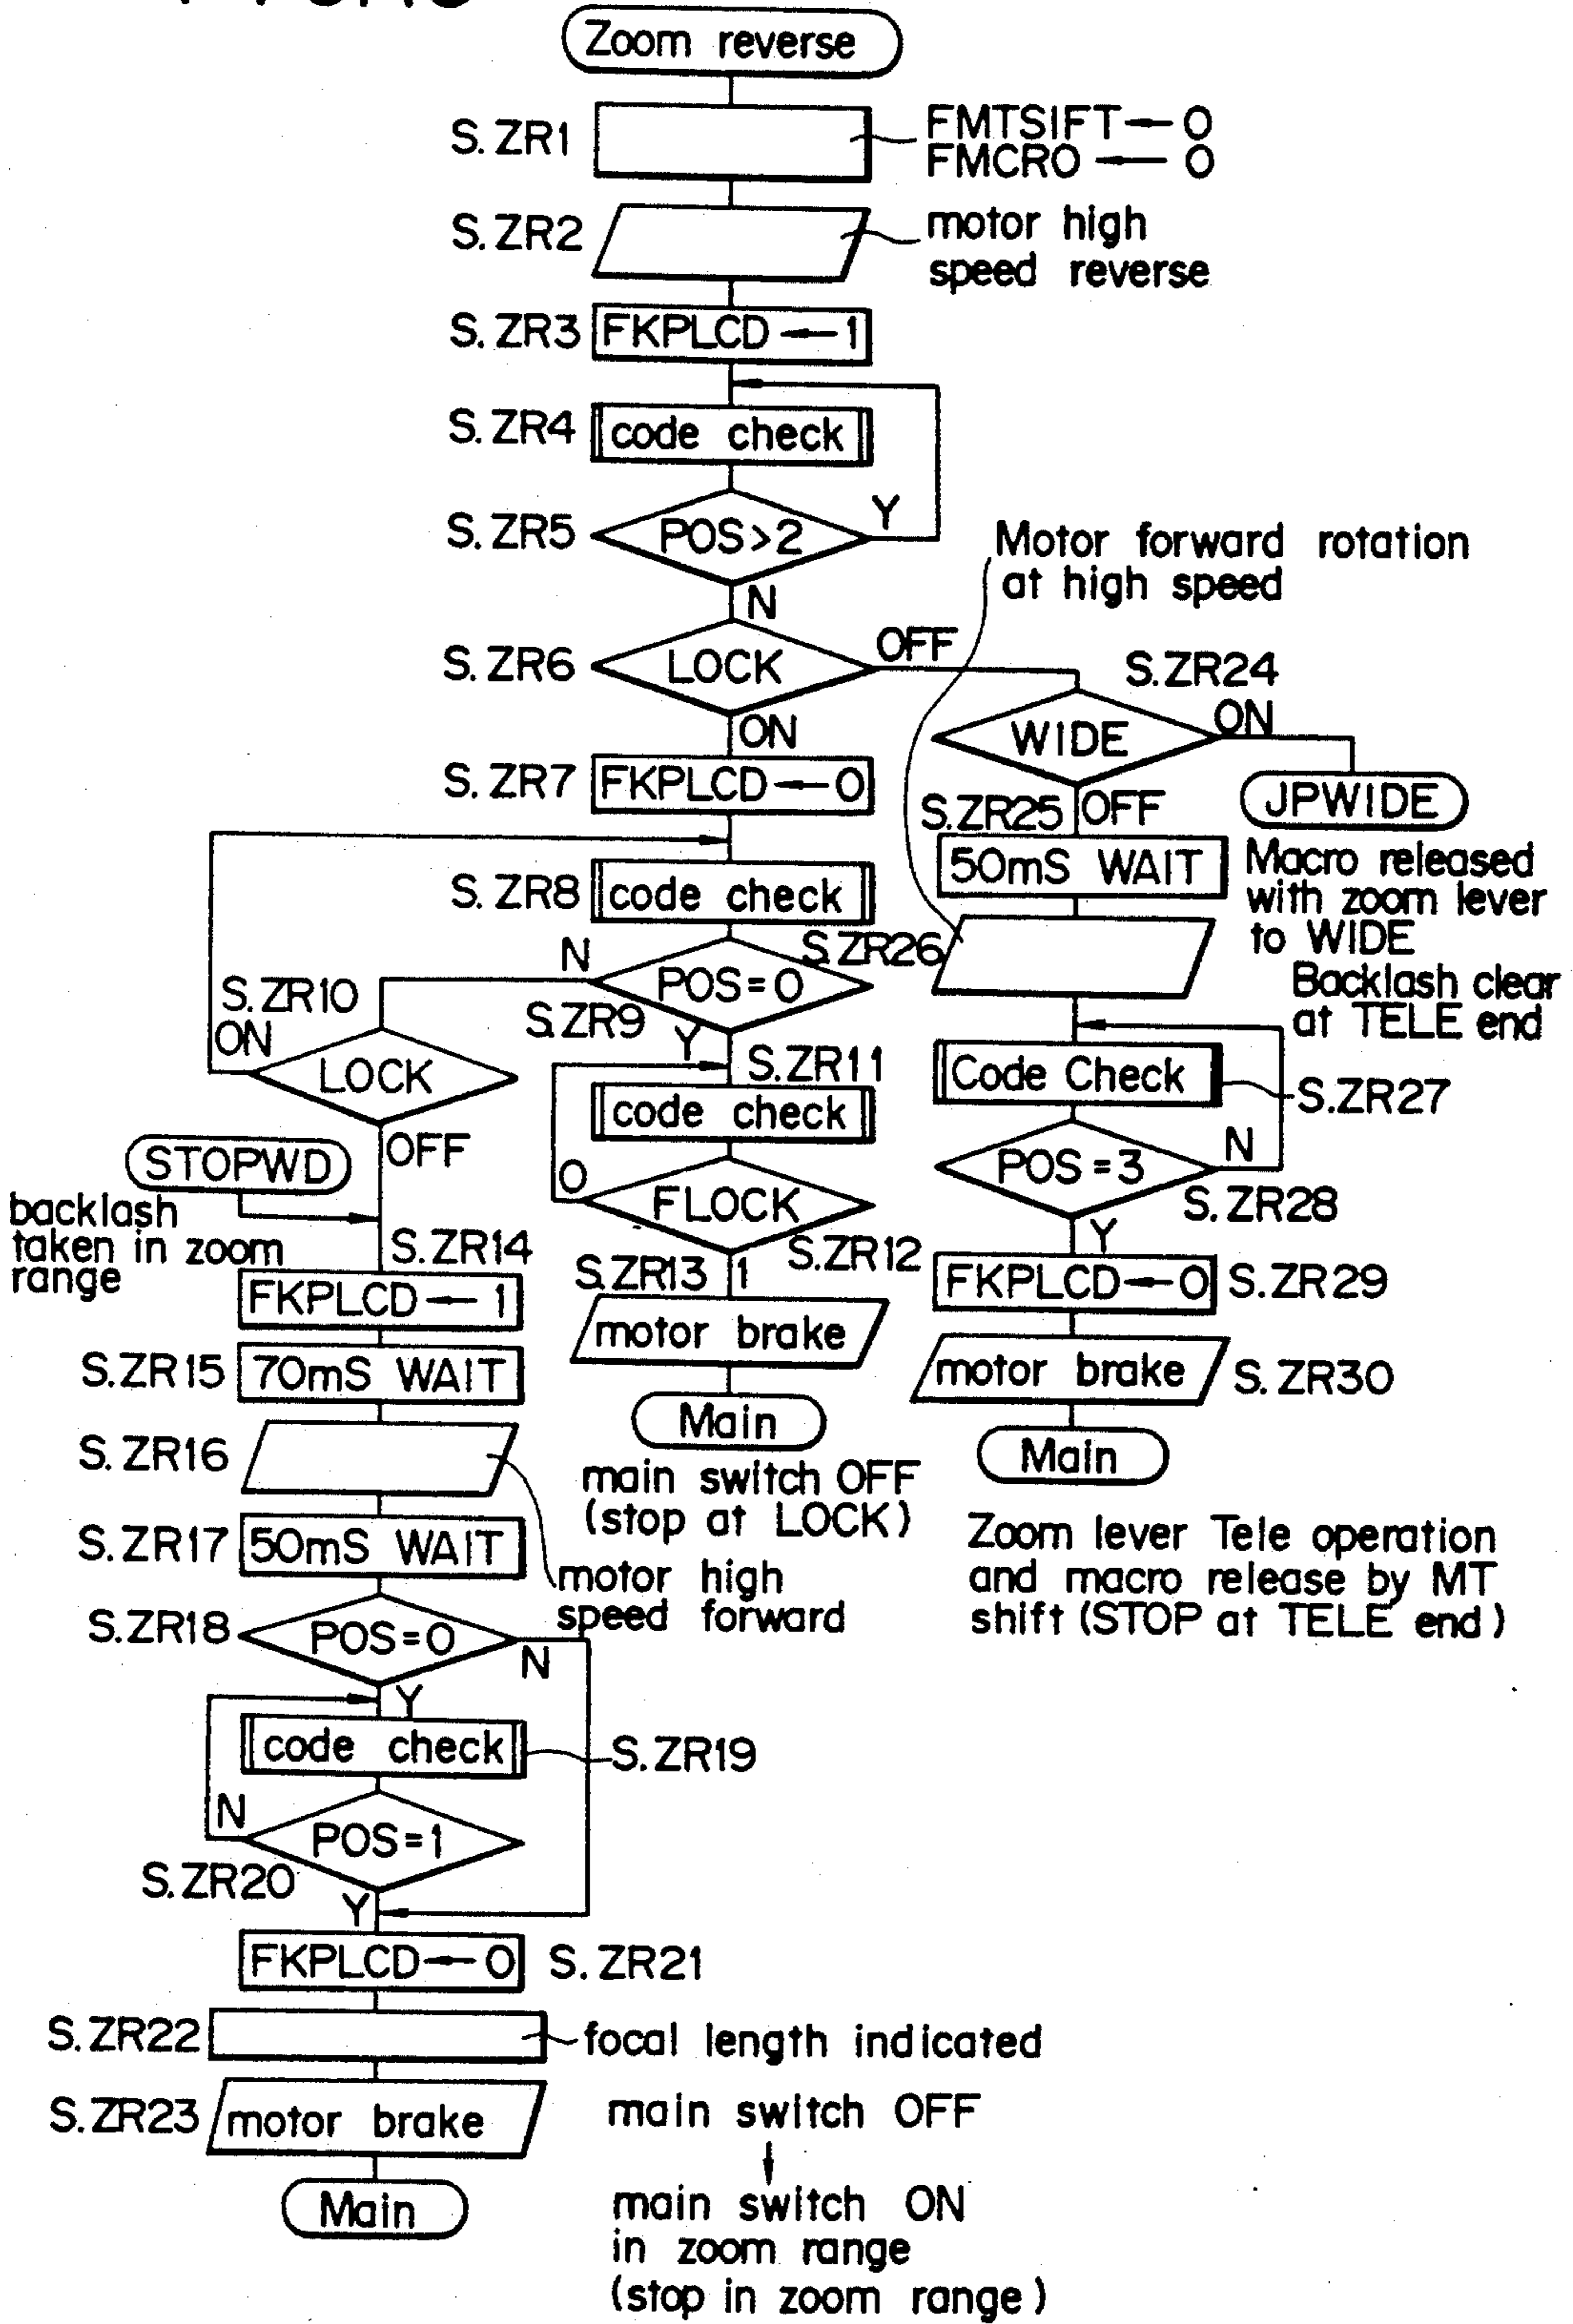 Zoom reverse
S.ZR1
FMTSIFT ← 0
FMCRO ← 0
S.ZR2
motor high
speed reverse
S.ZR3
FKPLCD ← 1
S.ZR4
code check
S.ZR5
POS>2
Y
N
Motor forward rotation
at high speed
S.ZR6
LOCK
OFF
ON
S.ZR24
WIDE
ON
OFF
JPWIDE
Macro released
with zoom lever
to WIDE
Backlash clear
at TELE end
S.ZR7
FKPLCD ← 0
S.ZR25
50mS WAIT
S.ZR8
code check
S.ZR26
N
POS=0
S.ZR9
Y
S.ZR10
ON
LOCK
OFF
S.ZR11
code check
Code Check
S.ZR27
STOPWD
backlash
taken in zoom
range
0
FLOCK
S.ZR12
1
POS=3
N
S.ZR28
Y
S.ZR14
FKPLCD ← 1
S.ZR13
motor brake
FKPLCD ← 0
S.ZR29
S.ZR15
70mS WAIT
Main
motor brake
S.ZR30
Main
S.ZR16
main switch OFF
(stop at LOCK)
motor high
speed forward
Zoom lever Tele operation
and macro release by MT
shift (STOP at TELE end)
S.ZR17
50mS WAIT
S.ZR18
POS=0
N
Y
code check
S.ZR19
N
POS=1
S.ZR20
Y
FKPLCD ← 0
S.ZR21
S.ZR22
focal length indicated
S.ZR23
motor brake
Main
main switch OFF
↓
main switch ON
in zoom range
(stop in zoom range)